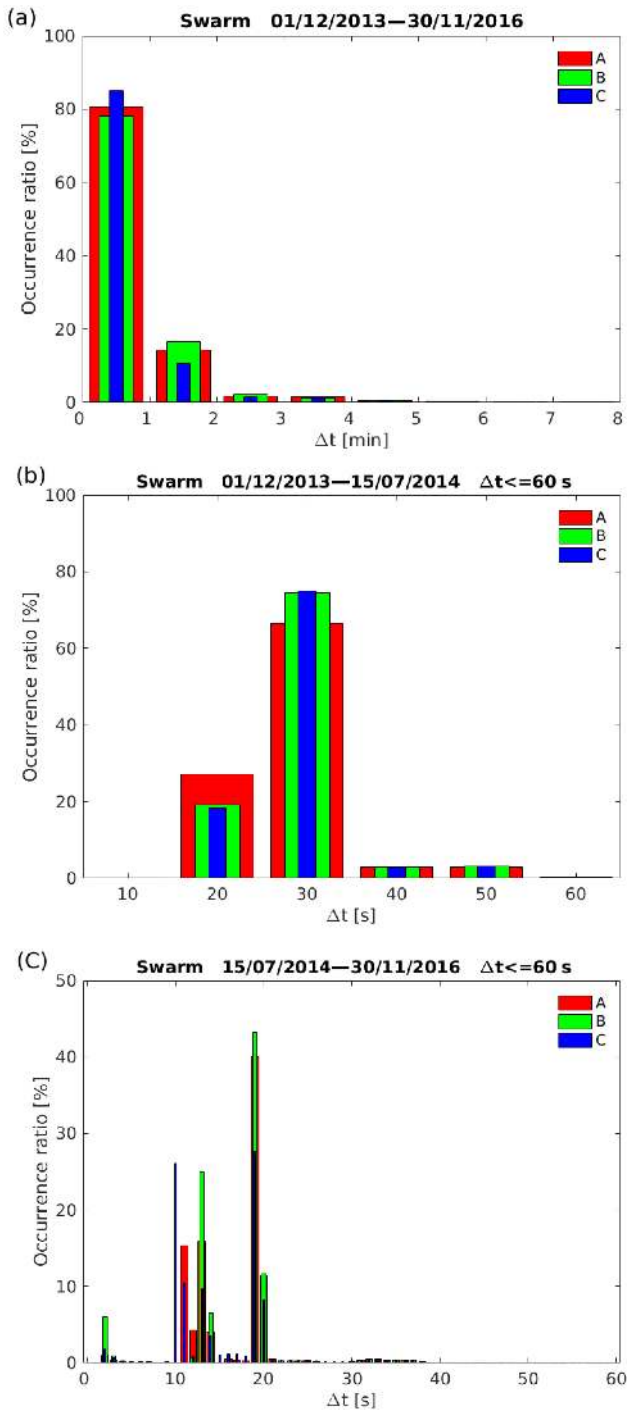 (a)
Swarm 01/12/2013—30/11/2016
100
80
60
40
20
0
Occurrence ratio [%]
A
B
C
0 1 2 3 4 5 6 7 8
Δt [min]
(b)
Swarm 01/12/2013—15/07/2014 Δt<=60 s
100
80
60
40
20
0
Occurrence ratio [%]
A
B
C
10 20 30 40 50 60
Δt [s]
(C)
Swarm 15/07/2014—30/11/2016 Δt<=60 s
50
40
30
20
10
0
Occurrence ratio [%]
A
B
C
0 10 20 30 40 50 60
Δt [s]